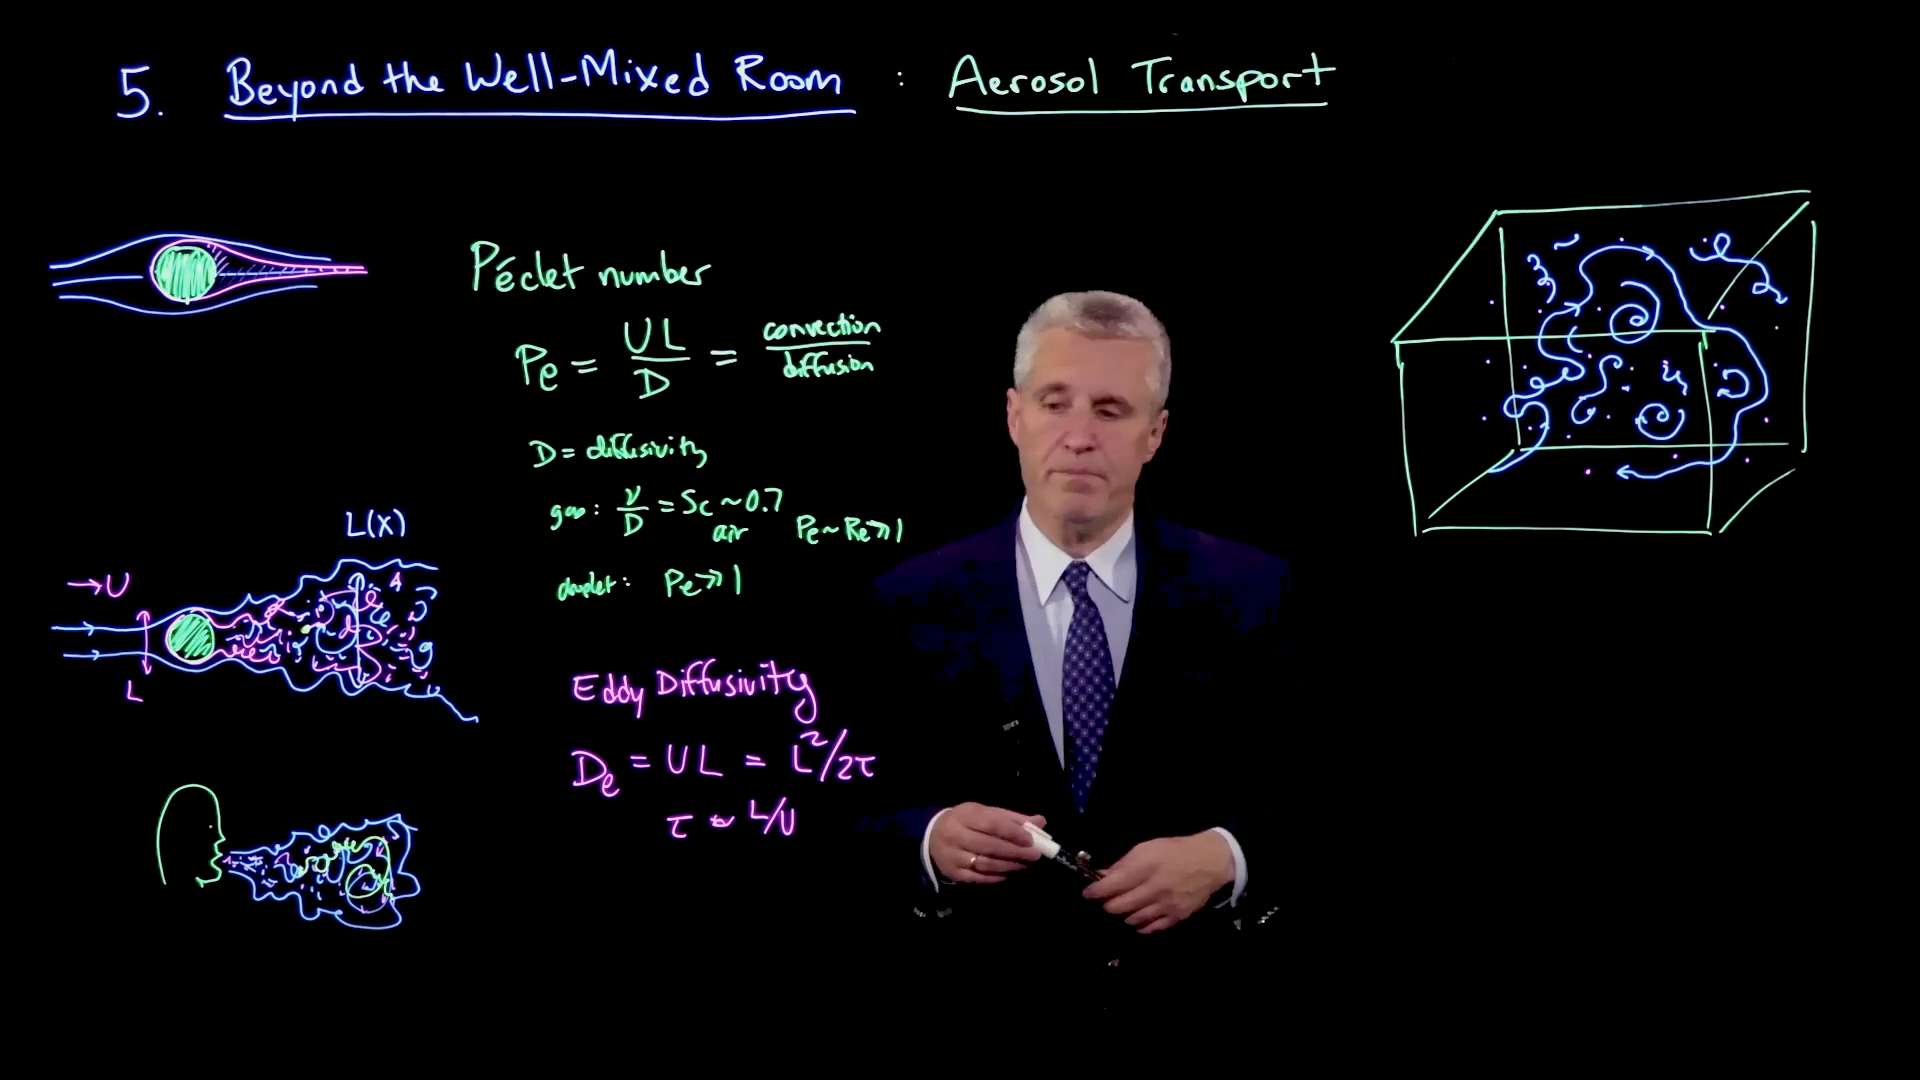 5. Beyond the Well-Mixed Room : Aerosol Transport
Péclet number
Pe = UL/D = convection/diffusion
D = diffusivity
gas: ν/D = Sc ~ 0.7
air Pe ~ Re >> 1
droplet: Pe >> 1
L(x)
→U
L
Eddy Diffusivity
De = UL = L²/2τ
τ ≈ L/U